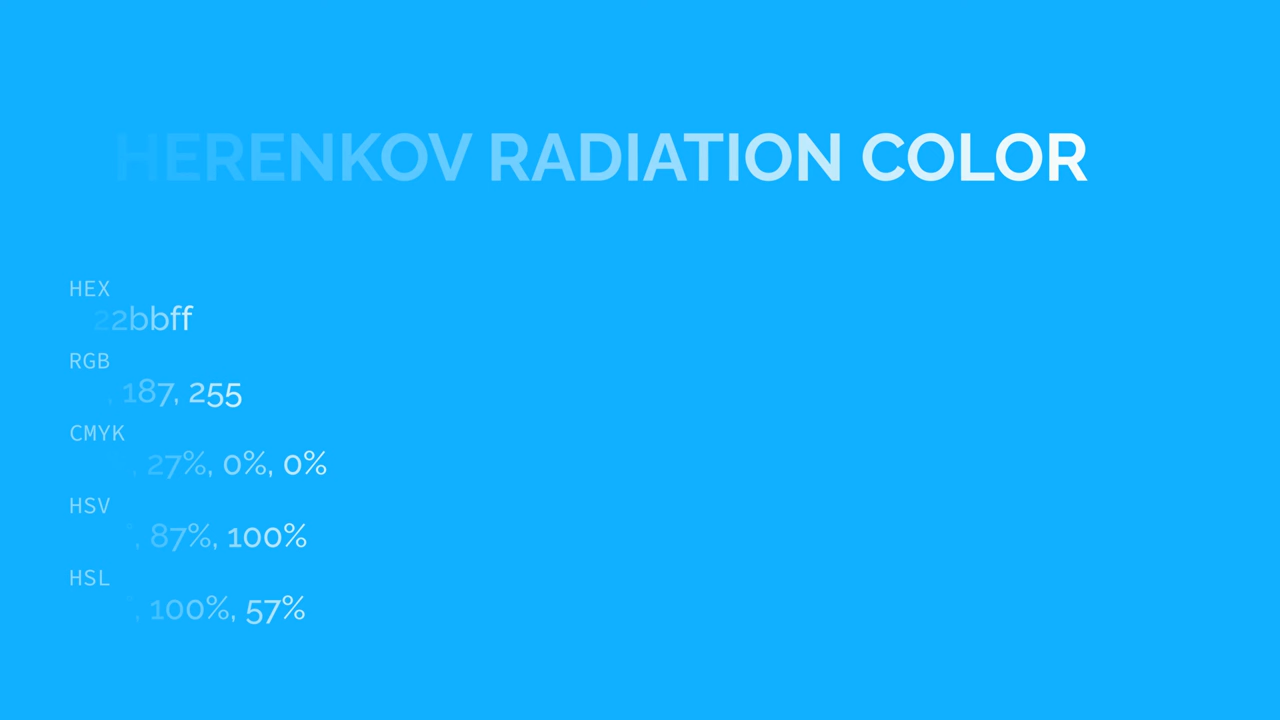 HERENKOV RADIATION COLOR
HEX
22bbff
RGB
, 187, 255
CMYK
, 27%, 0%, 0%
HSV
°, 87%, 100%
HSL
°, 100%, 57%